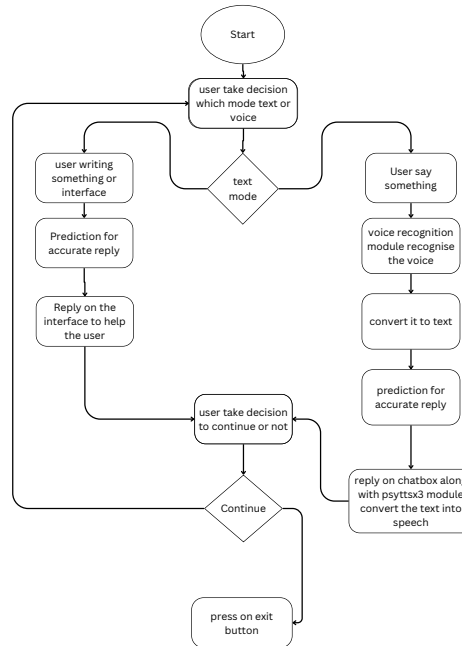 Start
user take decision
which mode text or
voice
text
mode
user writing
something or
interface
Prediction for
accurate reply
Reply on the
interface to help
the user
User say
something
voice recognition
module recognise
the voice
convert it to text
prediction for
accurate reply
reply on chatbox along
with psyttsx3 module
convert the text into
speech
user take decision
to continue or not
Continue
press on exit
button